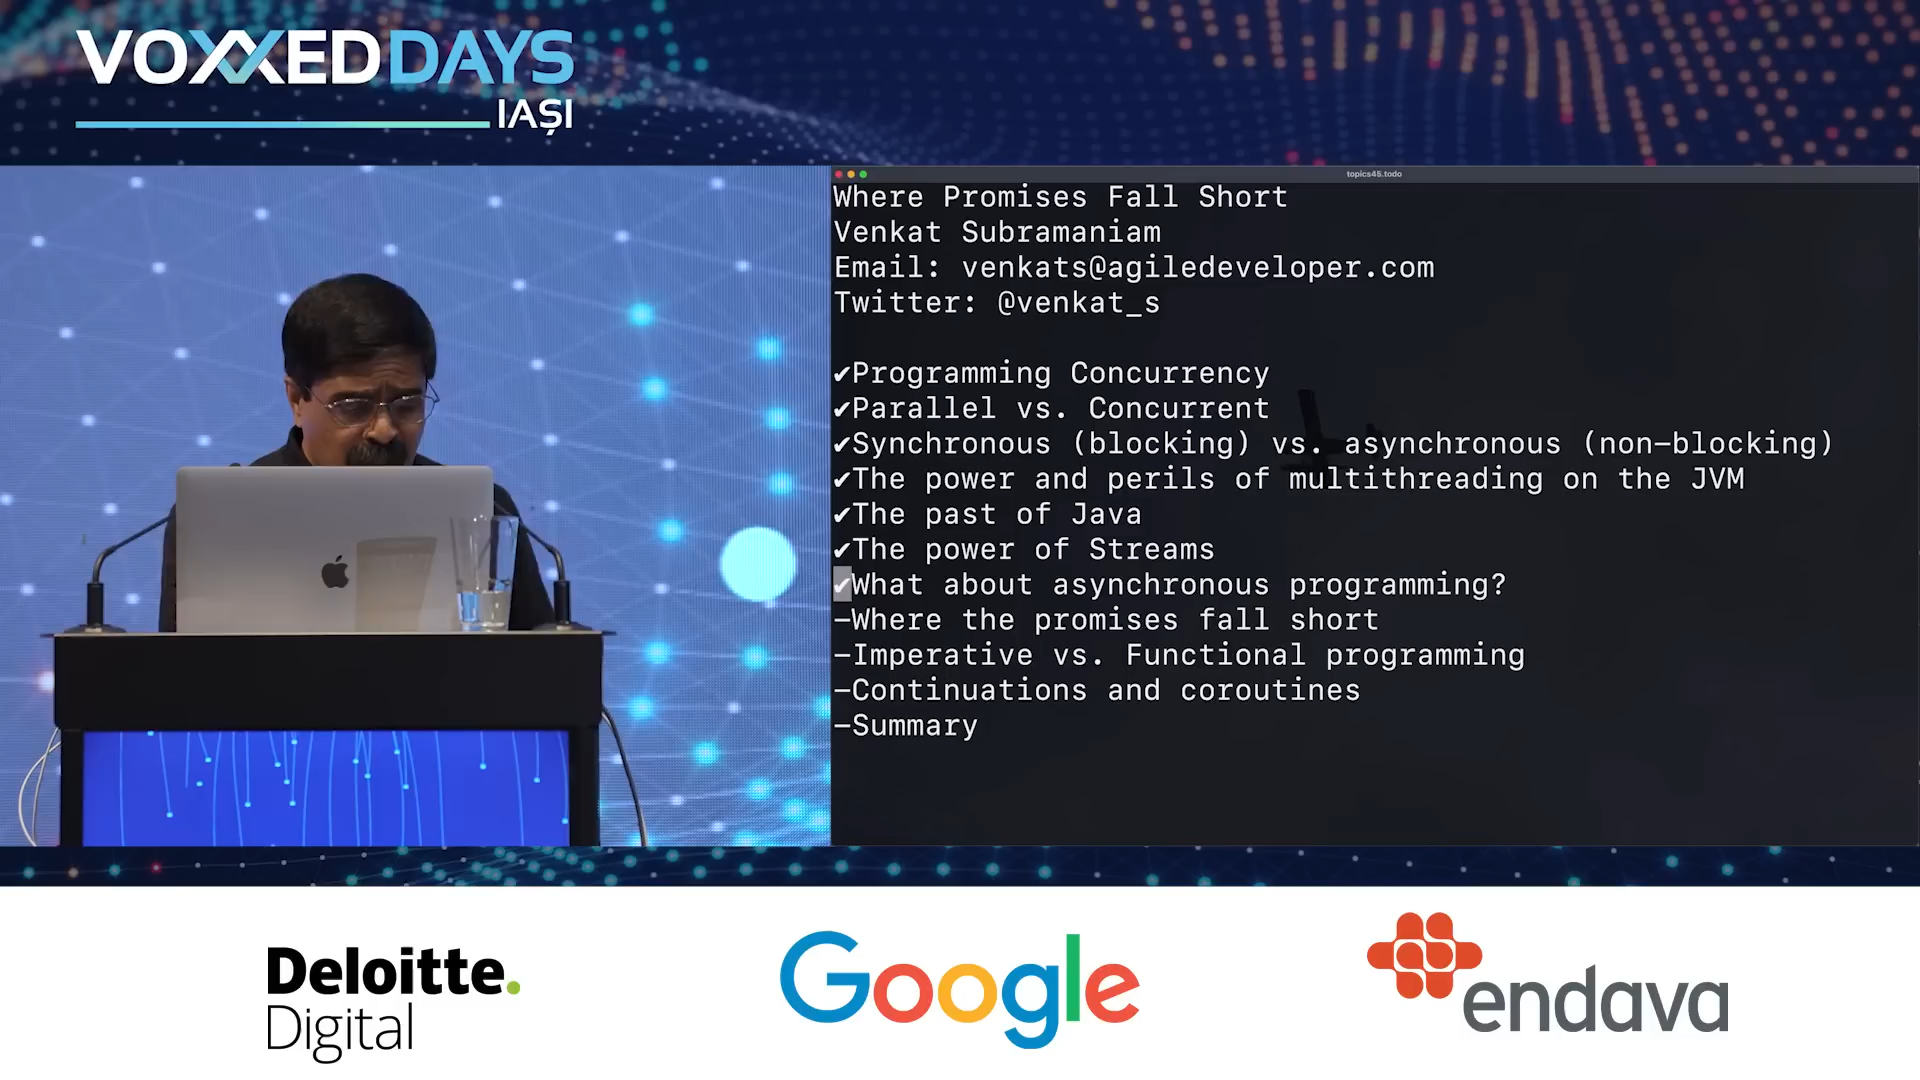 VOXXEDDAYS
IAȘI
topics45.todo
Where Promises Fall Short
Venkat Subramaniam
Email: venkats@agiledeveloper.com
Twitter: @venkat_s
✔Programming Concurrency
✔Parallel vs. Concurrent
✔Synchronous (blocking) vs. asynchronous (non-blocking)
✔The power and perils of multithreading on the JVM
✔The past of Java
✔The power of Streams
✔What about asynchronous programming?
-Where the promises fall short
-Imperative vs. Functional programming
-Continuations and coroutines
-Summary
Deloitte.
Digital
Google
endava